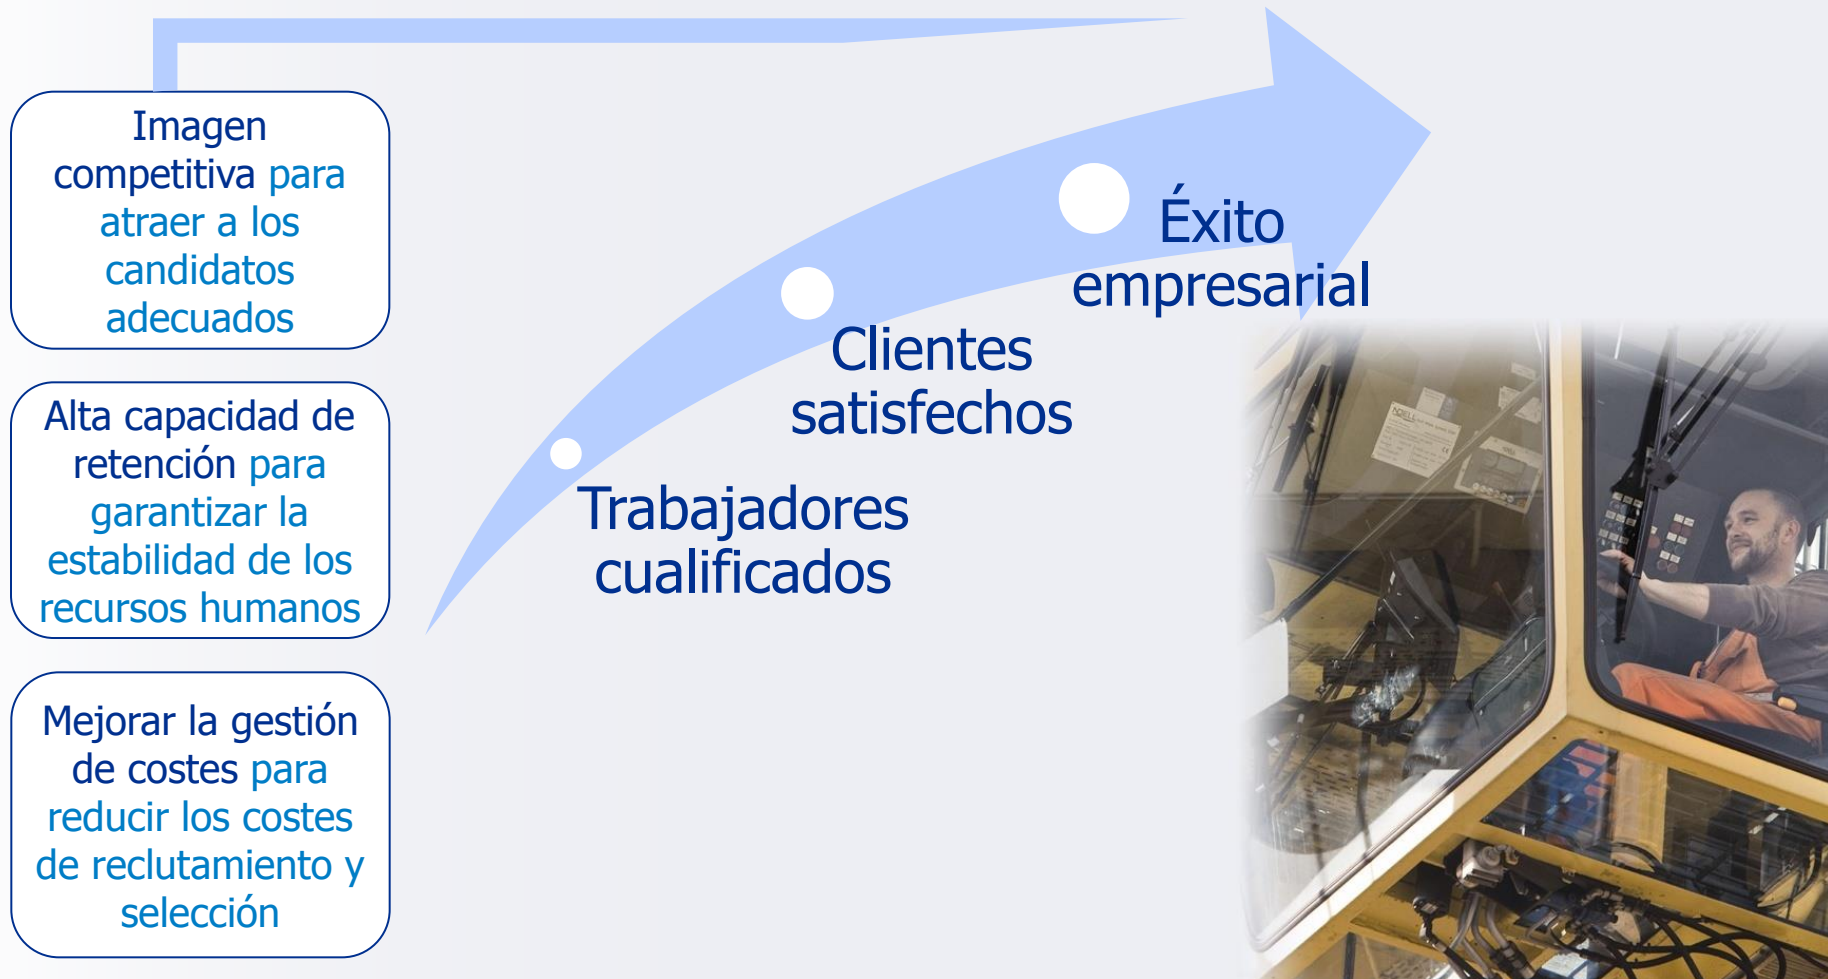 Imagen
competitiva para
atraer a los
candidatos
adecuados
Alta capacidad de
retención para
garantizar la
estabilidad de los
recursos humanos
Mejorar la gestión
de costes para
reducir los costes
de reclutamiento y
selección
Trabajadores
cualificados
Clientes
satisfechos
Éxito
empresarial